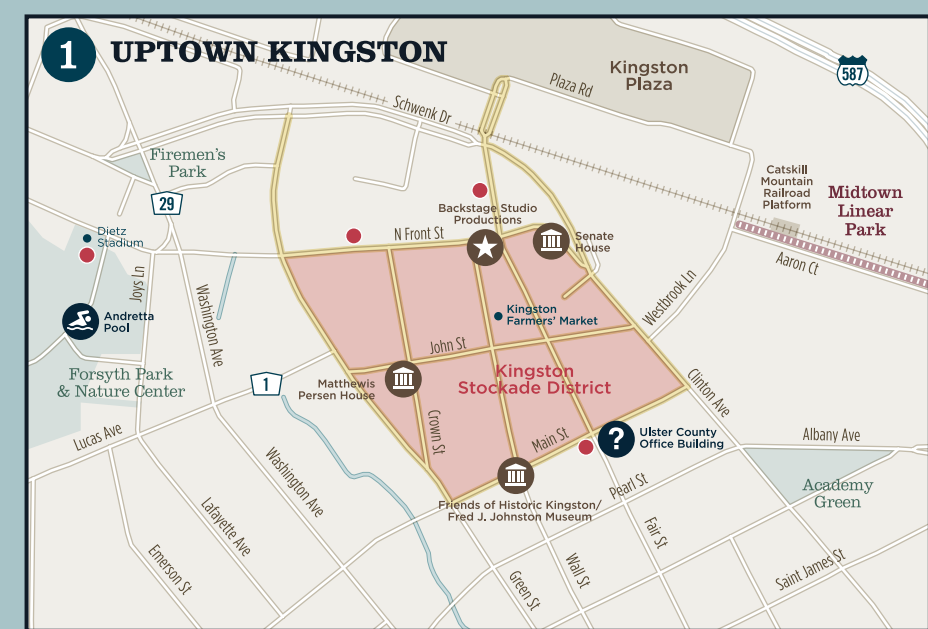 1 UPTOWN KINGSTON
587
Kingston
Plaza
Plaza Rd
Schwenk Dr
Firemen's
Park
29
Catskill
Mountain
Railroad
Platform
Midtown
Linear
Park
Aaron Ct
Backstage Studio
Productions
N Front St
Senate
House
Dietz
Stadium
Joys Ln
Washington Ave
Westbrook Ln
Andretta
Pool
Kingston
Farmers' Market
John St
Kingston
Stockade District
Forsyth Park
& Nature Center
1
Matthewis
Persen House
Clinton Ave
Crown St
Lucas Ave
Main St
?
Ulster County
Office Building
Albany Ave
Washington Ave
Pearl St
Academy
Green
Friends of Historic Kingston/
Fred J. Johnston Museum
Lafayette Ave
Fair St
Emerson St
Green St
Wall St
Saint James St